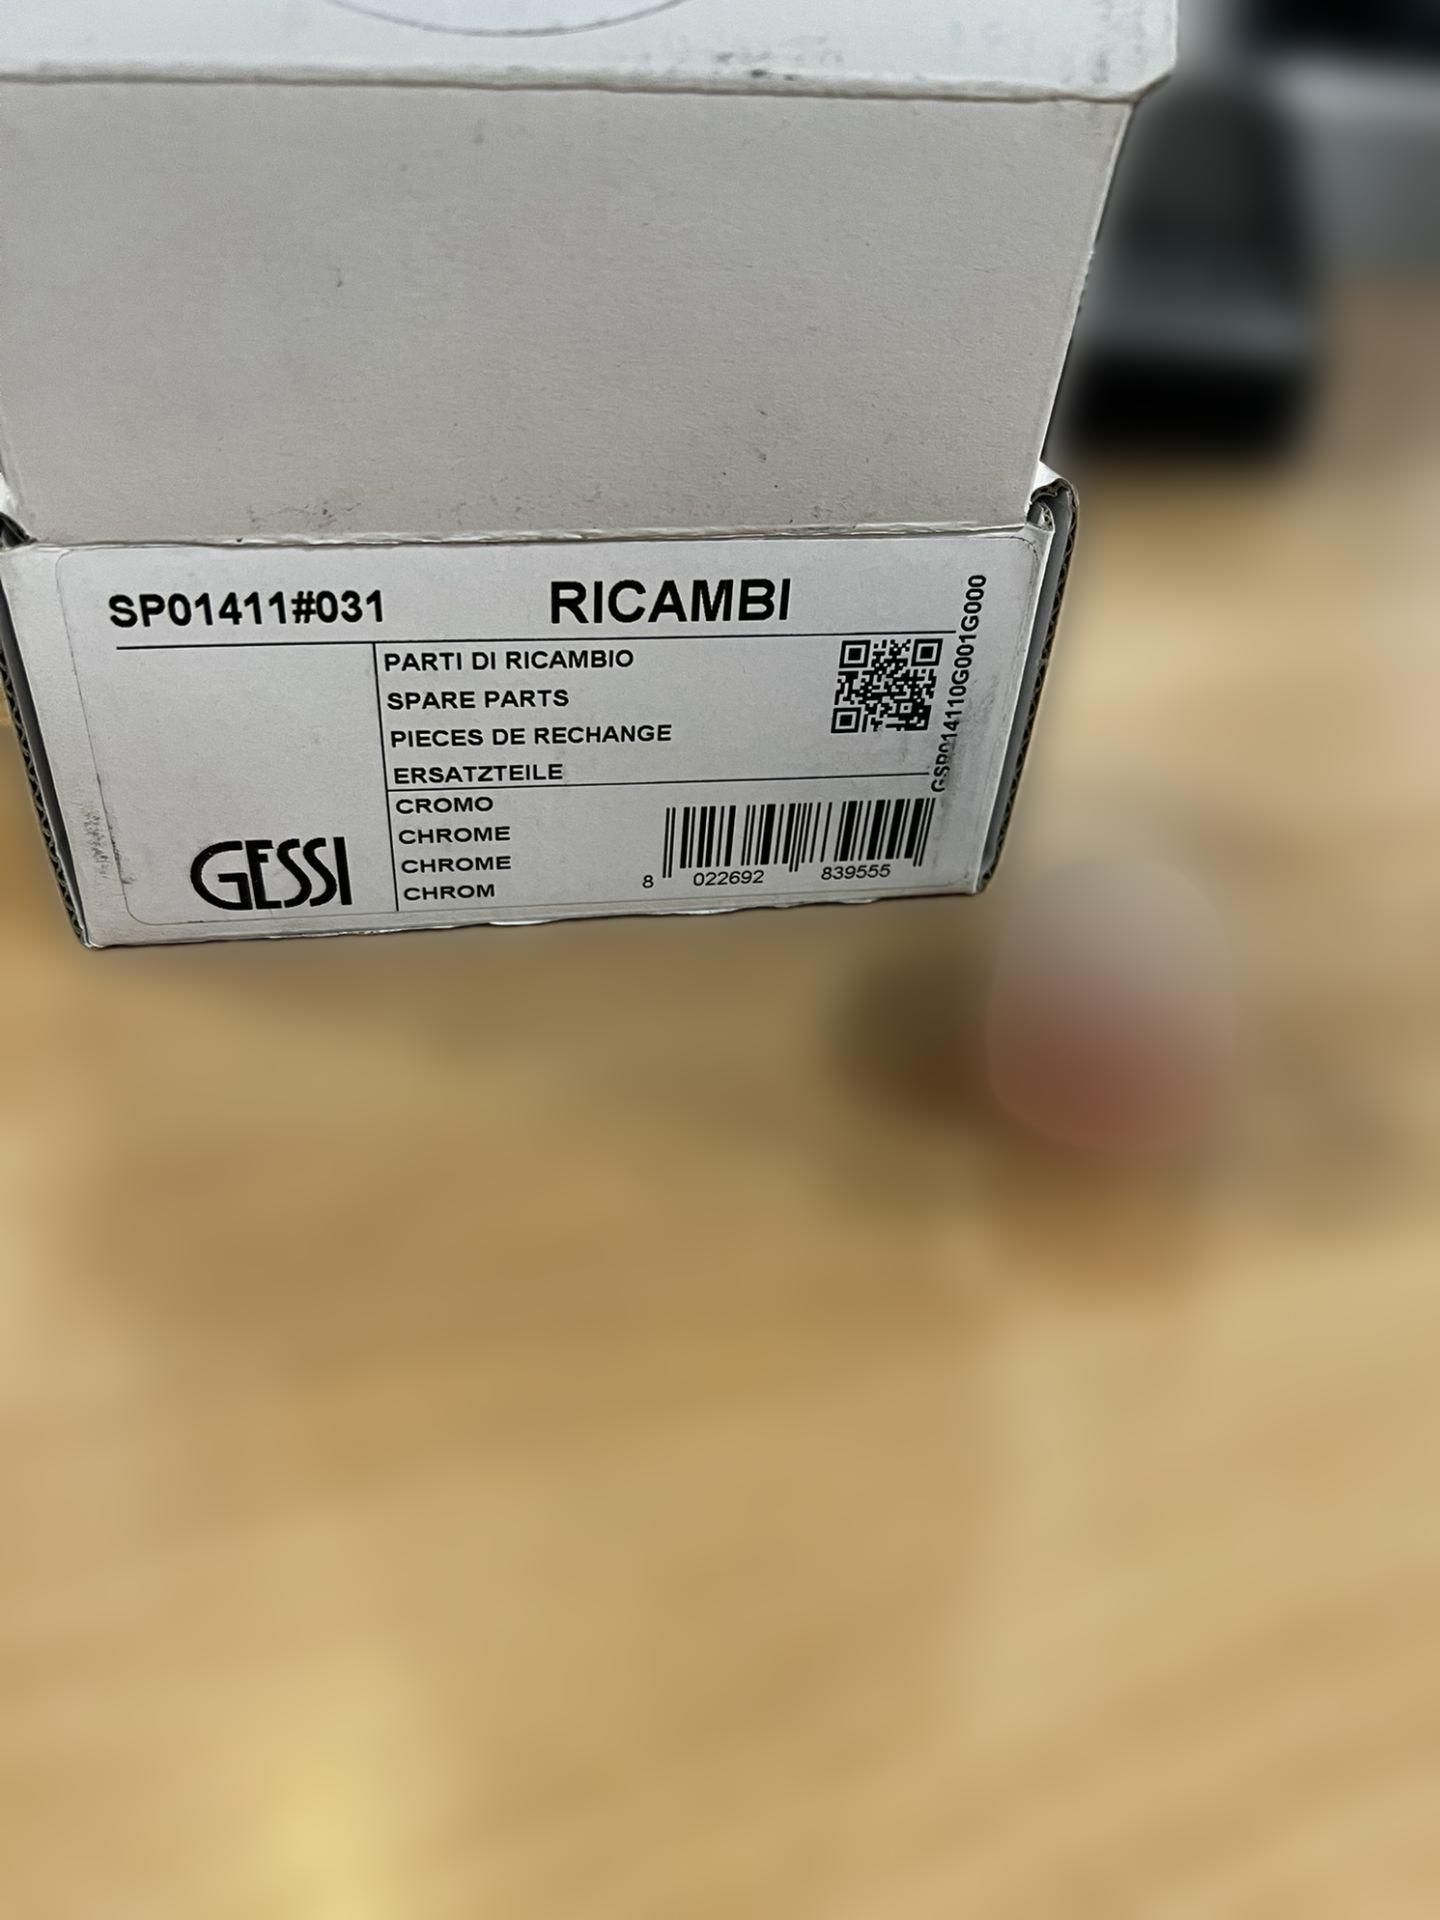 SP01411#031 RICAMBI
PARTI DI RICAMBIO
SPARE PARTS
PIECES DE RECHANGE
ERSATZTEILE
CROMO
CHROME
CHROME
CHROM
GESSI
8 022692 839555
GSP014110G001G000